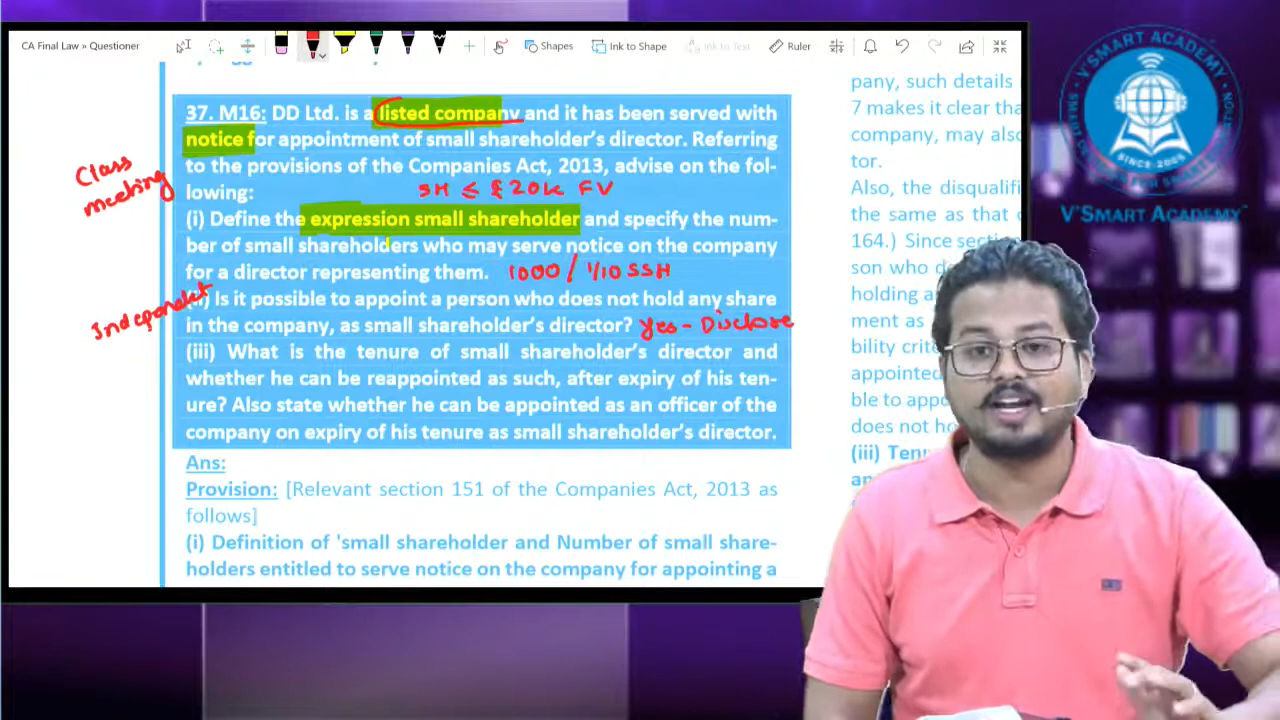 CA Final Law » Questioner
Shapes
Ink to Shape
Ink to Text
Ruler
37. M16: DD Ltd. is a listed company and it has been served with
notice for appointment of small shareholder's director. Referring
to the provisions of the Companies Act, 2013, advise on the fol-
lowing:
SH ≤ ₹ 20k FV
Class
meeting
(i) Define the expression small shareholder and specify the num-
ber of small shareholders who may serve notice on the company
for a director representing them.
1000 / 1/10 SSH
Independent
(ii) Is it possible to appoint a person who does not hold any share
in the company, as small shareholder's director?
Yes - Disclose
(iii) What is the tenure of small shareholder's director and
whether he can be reappointed as such, after expiry of his ten-
ure? Also state whether he can be appointed as an officer of the
company on expiry of his tenure as small shareholder's director.
Ans:
Provision: [Relevant section 151 of the Companies Act, 2013 as
follows]
(i) Definition of 'small shareholder and Number of small share-
holders entitled to serve notice on the company for appointing a
pany, such details
7 makes it clear tha
company, may also
tor.
Also, the disqualifi
the same as that
164.) Since secti
son who d
holding a
ment as
bility crite
appointed
ble to appo
does not ho
(iii) Ten
V'SMART ACADEMY
SINCE-2005
V'SMART ACADEMY